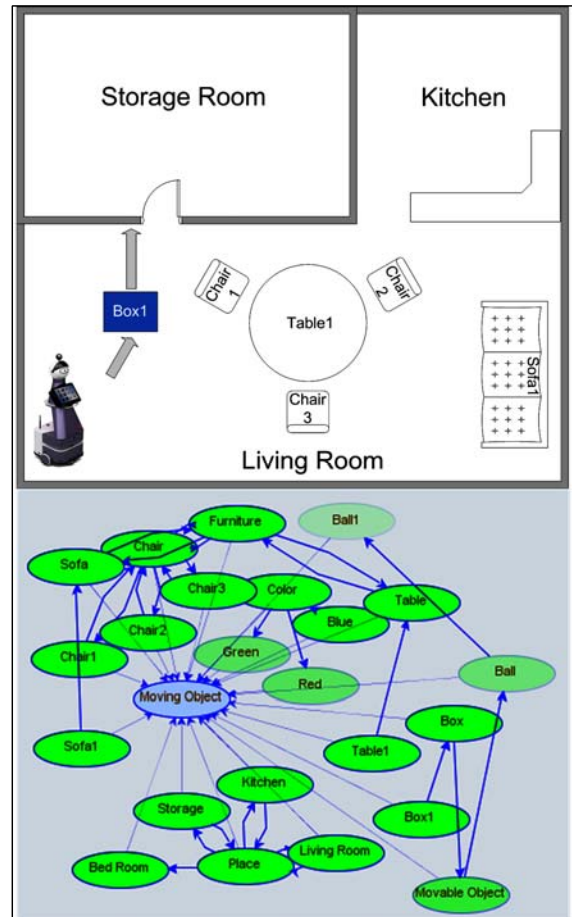 Storage Room
Kitchen
Box1
Chair
1
Chair
2
Table1
Sofa1
Chair
3
Living Room
Furniture
Ball1
Chair
Sofa
Chair3
Color
Table
Chair2
Blue
Chair1
Green
Ball
Red
Moving Object
Box
Sofa1
Table1
Kitchen
Storage
Box1
Living Room
Place
Bed Room
Movable Object